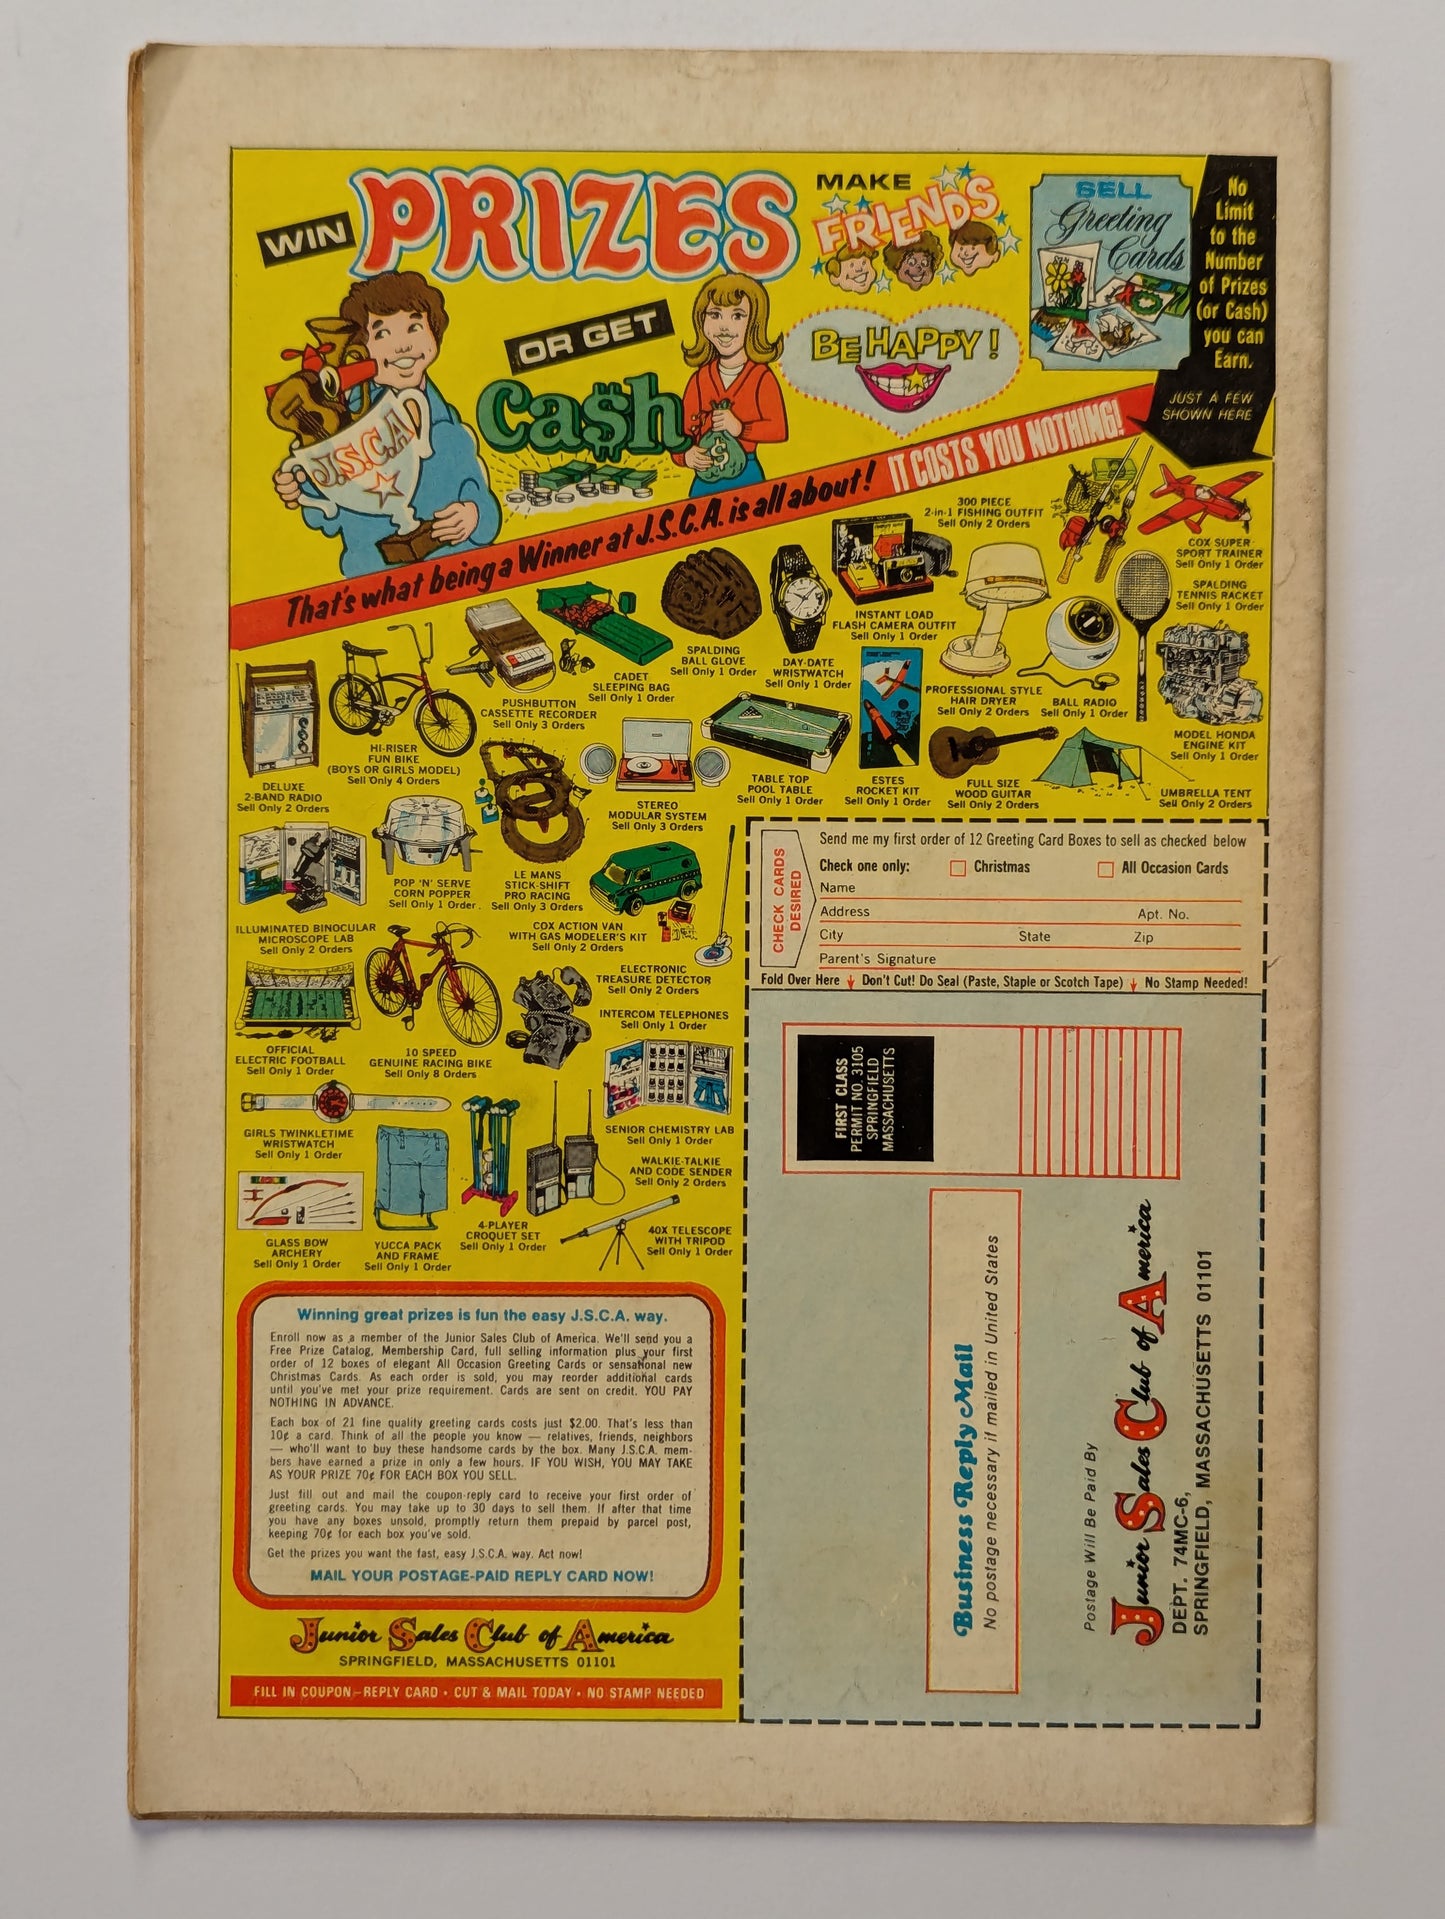 WIN
PRIZES
OR GET
Ca$h
J.S.C.A.
$
MAKE
FRIENDS
BE HAPPY!
SELL
Greeting
Cards
No
Limit
to the
Number
of Prizes
(or Cash)
you can
Earn.
JUST A FEW
SHOWN HERE
That's what being a Winner at J.S.C.A. is all about! IT COSTS YOU NOTHING!
300 PIECE
2-in-1 FISHING OUTFIT
Sell Only 2 Orders
COX SUPER-
SPORT TRAINER
Sell Only 1 Order
SPALDING
TENNIS RACKET
Sell Only 1 Order
INSTANT LOAD
FLASH CAMERA OUTFIT
Sell Only 1 Order
SPALDING
BALL GLOVE
Sell Only 1 Order
DAY-DATE
WRISTWATCH
Sell Only 1 Order
CADET
SLEEPING BAG
Sell Only 1 Order
PUSHBUTTON
CASSETTE RECORDER
Sell Only 3 Orders
PROFESSIONAL STYLE
HAIR DRYER
Sell Only 2 Orders
BALL RADIO
Sell Only 1 Order
MODEL HONDA
ENGINE KIT
Sell Only 1 Order
HI-RISER
FUN BIKE
(BOYS OR GIRLS MODEL)
Sell Only 4 Orders
DELUXE
2-BAND RADIO
Sell Only 2 Orders
STEREO
MODULAR SYSTEM
Sell Only 3 Orders
TABLE TOP
POOL TABLE
Sell Only 1 Order
ESTES
ROCKET KIT
Sell Only 1 Order
FULL SIZE
WOOD GUITAR
Sell Only 2 Orders
UMBRELLA TENT
Sell Only 2 Orders
POP 'N' SERVE
CORN POPPER
Sell Only 1 Order
LE MANS
STICK-SHIFT
PRO RACING
Sell Only 3 Orders
ILLUMINATED BINOCULAR
MICROSCOPE LAB
Sell Only 2 Orders
COX ACTION VAN
WITH GAS MODELER'S KIT
Sell Only 2 Orders
ELECTRONIC
TREASURE DETECTOR
Sell Only 2 Orders
INTERCOM TELEPHONES
Sell Only 1 Order
OFFICIAL
ELECTRIC FOOTBALL
Sell Only 1 Order
10 SPEED
GENUINE RACING BIKE
Sell Only 8 Orders
GIRLS TWINKLETIME
WRISTWATCH
Sell Only 1 Order
SENIOR CHEMISTRY LAB
Sell Only 1 Order
WALKIE-TALKIE
AND CODE SENDER
Sell Only 2 Orders
GLASS BOW
ARCHERY
Sell Only 1 Order
YUCCA PACK
AND FRAME
Sell Only 1 Order
4-PLAYER
CROQUET SET
Sell Only 1 Order
40X TELESCOPE
WITH TRIPOD
Sell Only 1 Order
Winning great prizes is fun the easy J.S.C.A. way.
Enroll now as a member of the Junior Sales Club of America. We'll send you a
Free Prize Catalog, Membership Card, full selling information plus your first
order of 12 boxes of elegant All Occasion Greeting Cards or sensational new
Christmas Cards. As each order is sold, you may reorder additional cards
until you've met your prize requirement. Cards are sent on credit. YOU PAY
NOTHING IN ADVANCE.
Each box of 21 fine quality greeting cards costs just $2.00. That's less than
10¢ a card. Think of all the people you know — relatives, friends, neighbors
— who'll want to buy these handsome cards by the box. Many J.S.C.A. mem-
bers have earned a prize in only a few hours. IF YOU WISH, YOU MAY TAKE
AS YOUR PRIZE 70¢ FOR EACH BOX YOU SELL.
Just fill out and mail the coupon-reply card to receive your first order of
greeting cards. You may take up to 30 days to sell them. If after that time
you have any boxes unsold, promptly return them prepaid by parcel post,
keeping 70¢ for each box you've sold.
Get the prizes you want the fast, easy J.S.C.A. way. Act now!
MAIL YOUR POSTAGE-PAID REPLY CARD NOW!
Junior Sales Club of America
SPRINGFIELD, MASSACHUSETTS 01101
FILL IN COUPON–REPLY CARD • CUT & MAIL TODAY • NO STAMP NEEDED
CHECK CARDS
DESIRED
Send me my first order of 12 Greeting Card Boxes to sell as checked below
Check one only: Christmas All Occasion Cards
Name
Address Apt. No.
City State Zip
Parent's Signature
Fold Over Here Don't Cut! Do Seal (Paste, Staple or Scotch Tape) No Stamp Needed!
FIRST CLASS
PERMIT NO. 3105
SPRINGFIELD
MASSACHUSETTS
Business Reply Mail
No postage necessary if mailed in United States
Postage Will Be Paid By
Junior Sales Club of America
DEPT. 74MC-6,
SPRINGFIELD, MASSACHUSETTS 01101